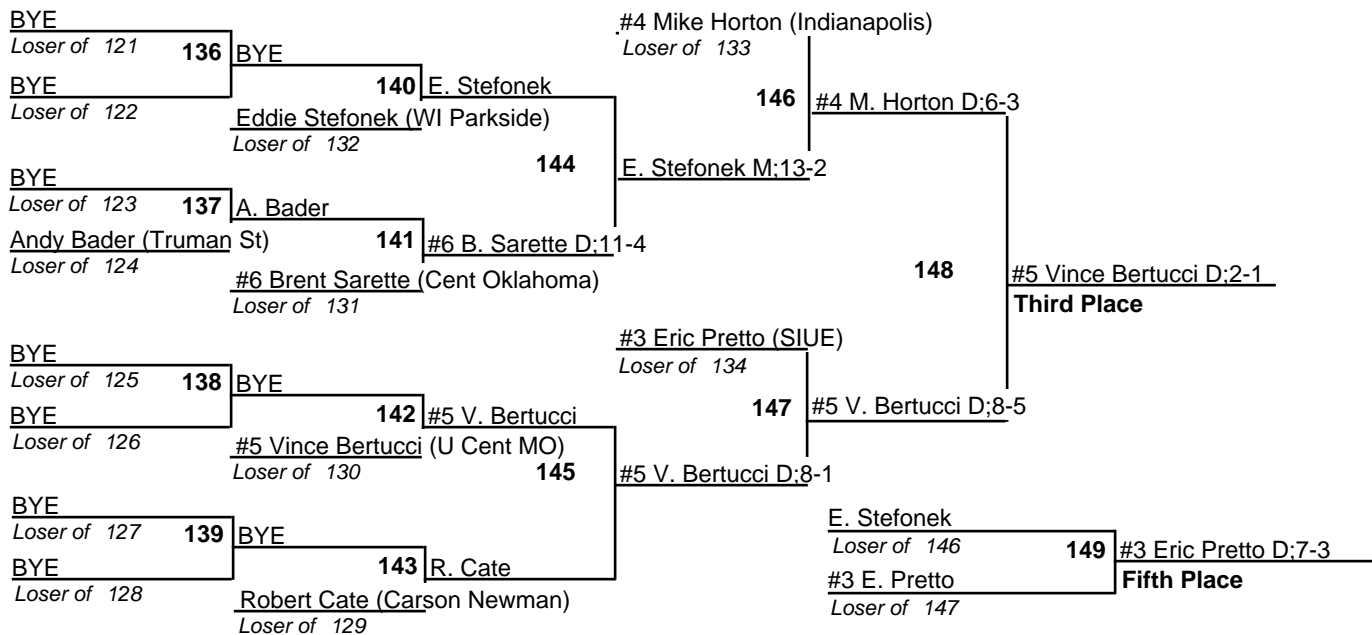 BYE
Loser of 121
136
BYE
BYE
Loser of 122
140
E. Stefonek
Eddie Stefonek (WI Parkside)
Loser of 132
144
BYE
Loser of 123
137
A. Bader
Andy Bader (Truman St)
Loser of 124
141
#6 B. Sarette D;11-4
#6 Brent Sarette (Cent Oklahoma)
Loser of 131
#4 Mike Horton (Indianapolis)
Loser of 133
146
#4 M. Horton D;6-3
E. Stefonek M;13-2
148
#5 Vince Bertucci D;2-1
Third Place
BYE
Loser of 125
138
BYE
BYE
Loser of 126
142
#5 V. Bertucci
#5 Vince Bertucci (U Cent MO)
Loser of 130
145
#3 Eric Pretto (SIUE)
Loser of 134
147
#5 V. Bertucci D;8-5
#5 V. Bertucci D;8-1
BYE
Loser of 127
139
BYE
BYE
Loser of 128
143
R. Cate
Robert Cate (Carson Newman)
Loser of 129
E. Stefonek
Loser of 146
149
#3 Eric Pretto D;7-3
Fifth Place
#3 E. Pretto
Loser of 147